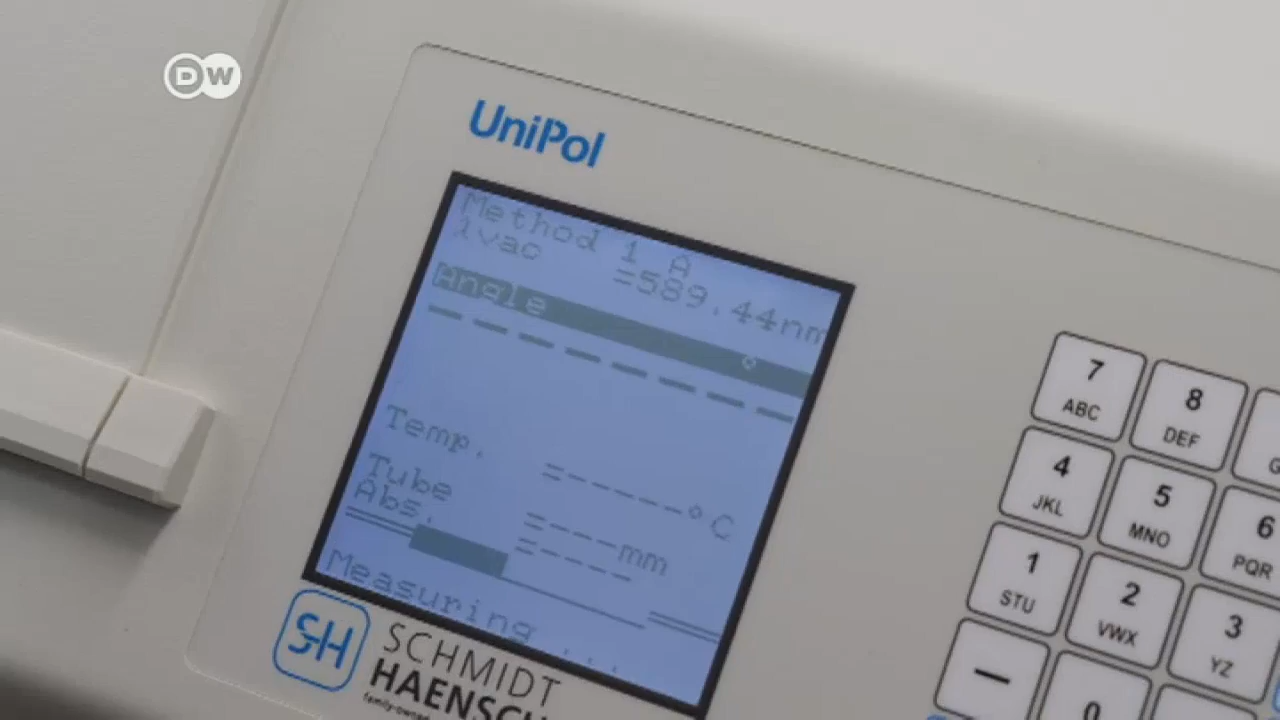 DW
UniPol
Method 1 A
λvac =589.44nm
Angle °
Temp. =------°C
Tube =----mm
Abs. =-----
Measuring ...
SH
SCHMIDT
HAENSCH
7 ABC
8 DEF
4 JKL
5 MNO
6 PQR
1 STU
2 VWX
3 YZ
—
0